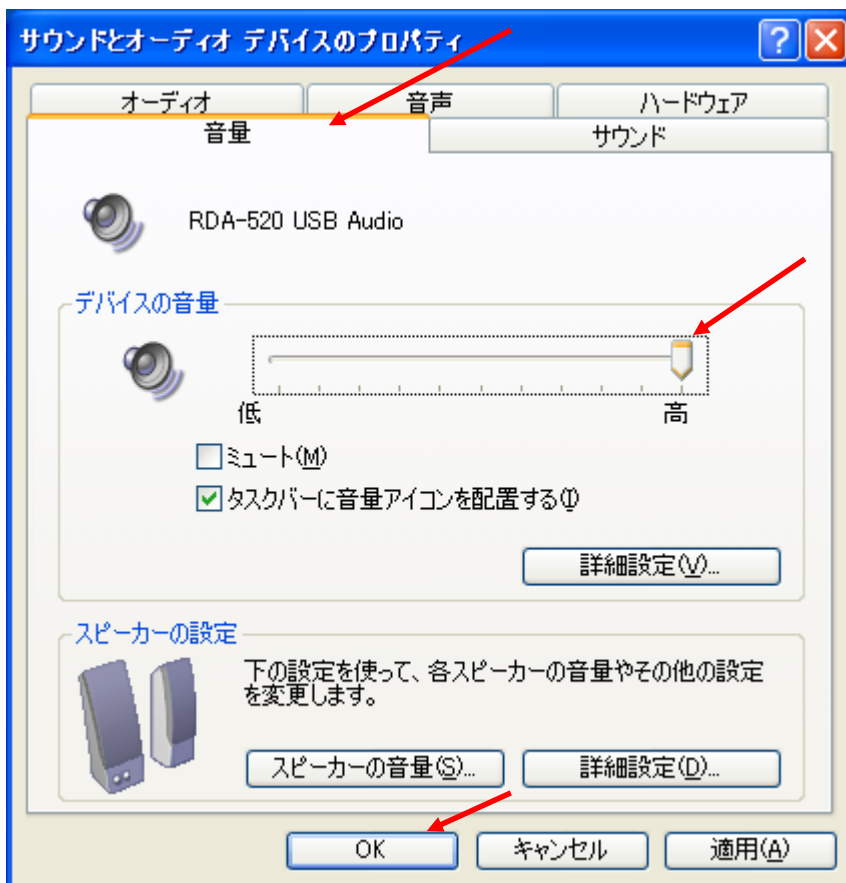 サウンドとオーディオ デバイスのプロパティ
オーディオ 音声 ハードウェア
音量 サウンド
RDA-520 USB Audio
デバイスの音量
低 高
ミュート(M)
タスクバーに音量アイコンを配置する(I)
詳細設定(V)...
スピーカーの設定
下の設定を使って、各スピーカーの音量やその他の設定
を変更します。
スピーカーの音量(S)... 詳細設定(D)...
OK キャンセル 適用(A)